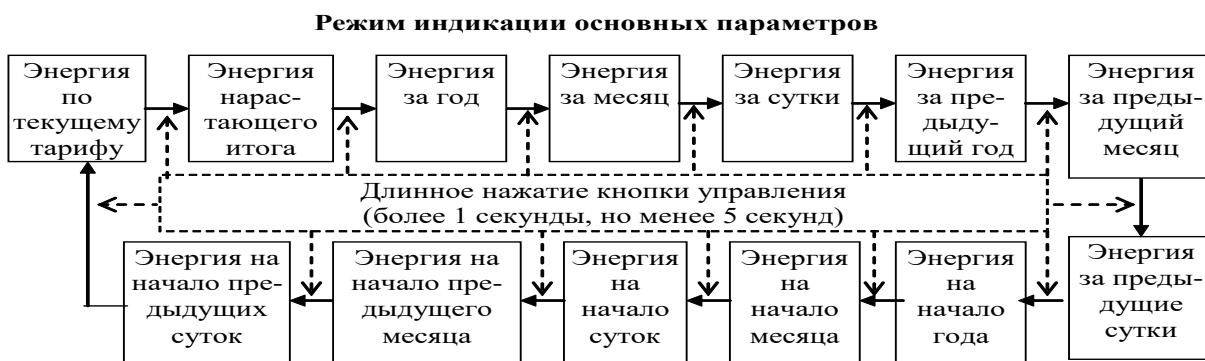 Режим индикации основных параметров
Энергия
по
текущему
тарифу
Энергия
нарас-
тающего
итога
Энергия
за год
Энергия
за месяц
Энергия
за сутки
Энергия
за пре-
дыду-
щий год
Энергия
за преды-
дущий
месяц
Длинное нажатие кнопки управления
(более 1 секунды, но менее 5 секунд)
Энергия на
начало пре-
дыдущих
суток
Энергия на
начало пре-
дыдущего
месяца
Энергия
на
начало
суток
Энергия
на
начало
месяца
Энергия
на
начало
года
Энергия
за преды-
дущие
сутки